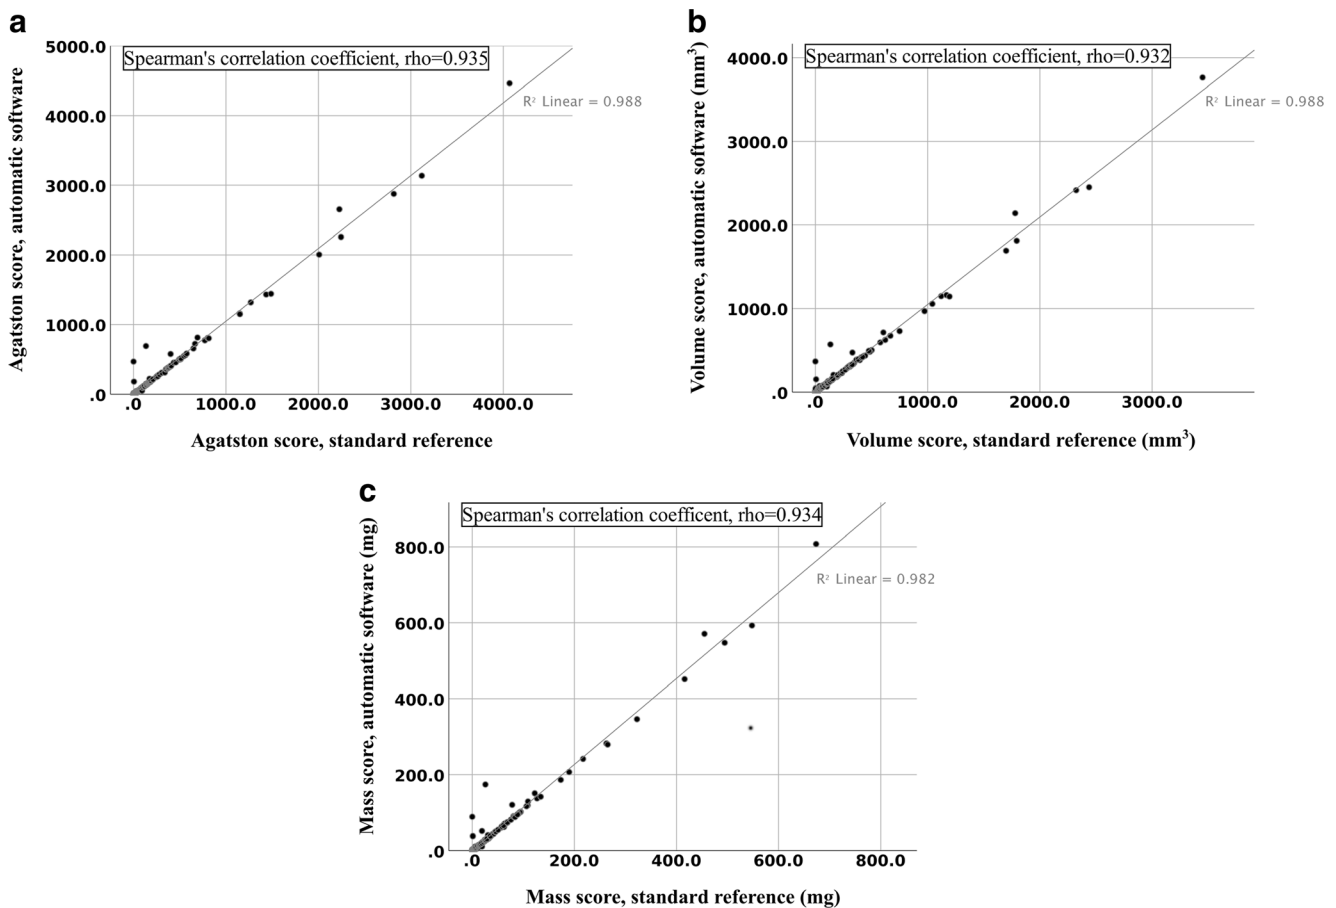 a
Spearman's correlation coefficient, rho=0.935
R² Linear = 0.988
Agatston score, automatic software
5000.0
4000.0
3000.0
2000.0
1000.0
.0
.0 1000.0 2000.0 3000.0 4000.0
Agatston score, standard reference
b
Spearman's correlation coefficient, rho=0.932
R² Linear = 0.988
Volume score, automatic software (mm³)
4000.0
3000.0
2000.0
1000.0
.0
.0 1000.0 2000.0 3000.0
Volume score, standard reference (mm³)
c
Spearman's correlation coefficent, rho=0.934
R² Linear = 0.982
Mass score, automatic software (mg)
800.0
600.0
400.0
200.0
.0
.0 200.0 400.0 600.0 800.0
Mass score, standard reference (mg)